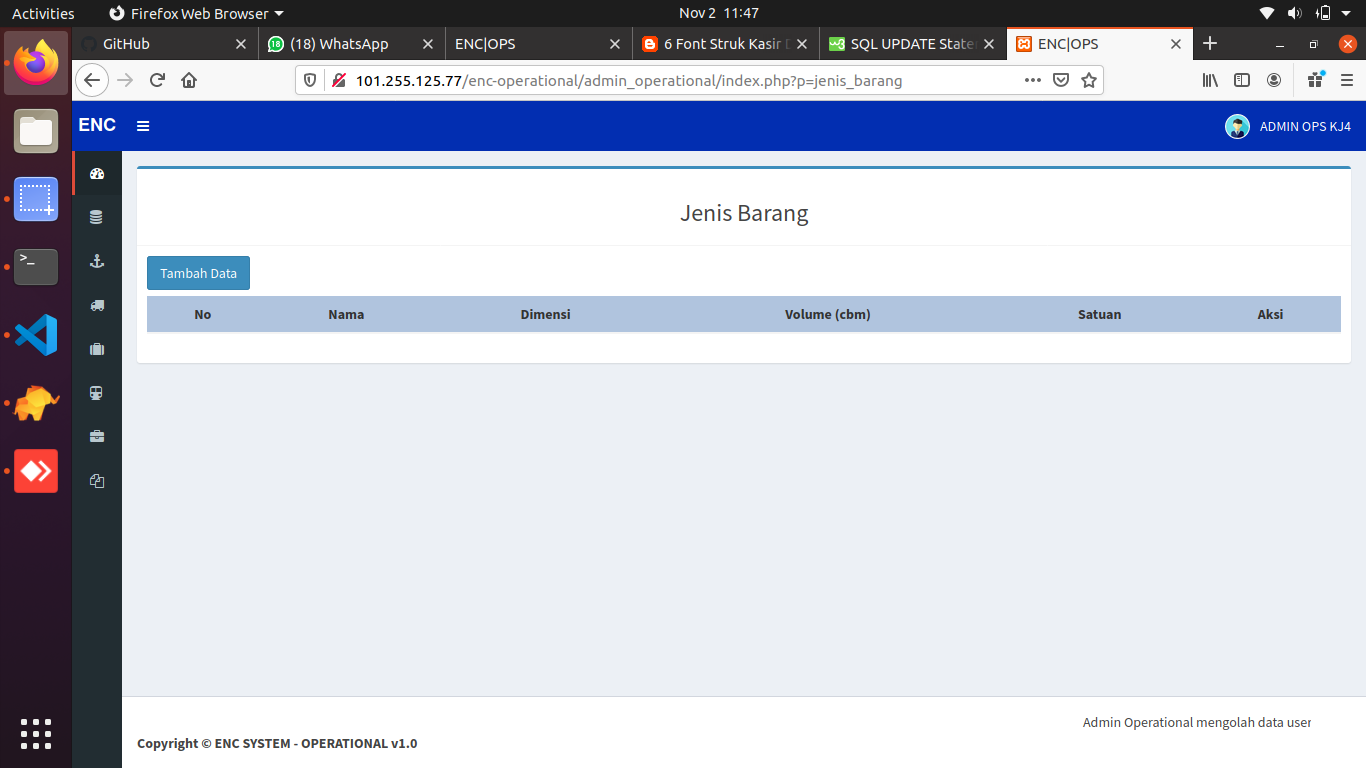 Activities Firefox Web Browser Nov 2 11:47
GitHub (18) WhatsApp ENC|OPS 6 Font Struk Kasir SQL UPDATE State ENC|OPS
101.255.125.77/enc-operational/admin_operational/index.php?p=jenis_barang
ENC ADMIN OPS KJ4
Jenis Barang
Tambah Data
No Nama Dimensi Volume (cbm) Satuan Aksi
Admin Operational mengolah data user
Copyright © ENC SYSTEM - OPERATIONAL v1.0